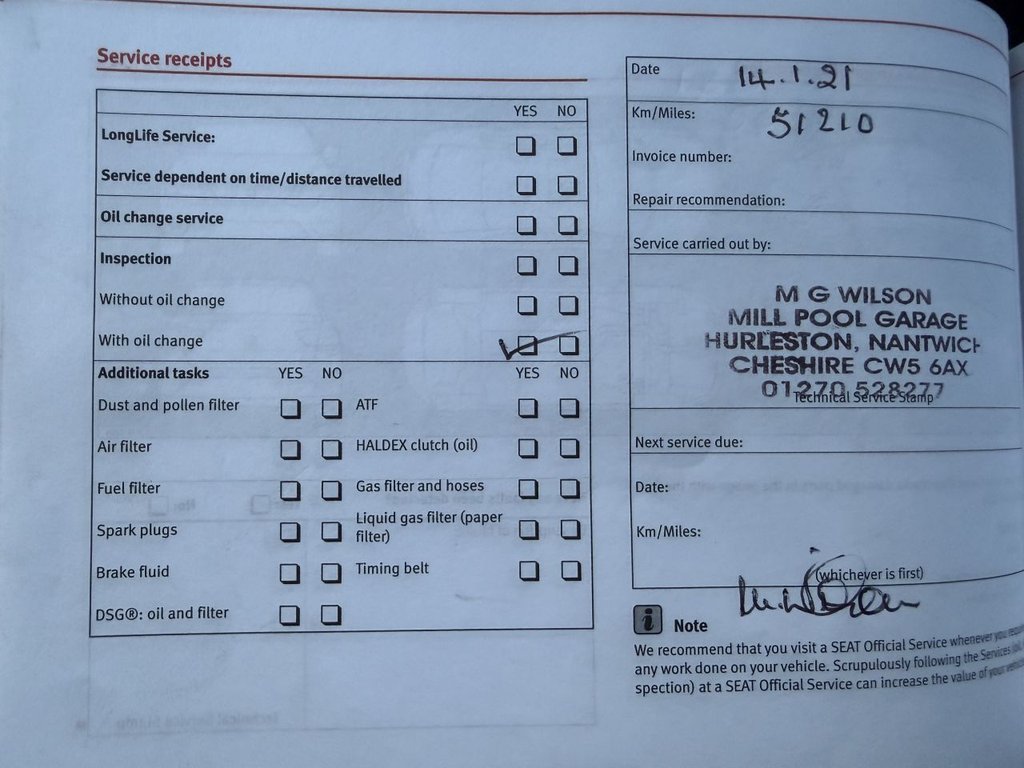 Service receipts
YES NO
LongLife Service:
Service dependent on time/distance travelled
Oil change service
Inspection
Without oil change
With oil change
Additional tasks YES NO YES NO
Dust and pollen filter ATF
Air filter HALDEX clutch (oil)
Fuel filter Gas filter and hoses
Spark plugs Liquid gas filter (paper
filter)
Brake fluid Timing belt
DSG®: oil and filter
Date 14.1.21
Km/Miles: 51210
Invoice number:
Repair recommendation:
Service carried out by:
M G WILSON
MILL POOL GARAGE
HURLESTON, NANTWICH
CHESHIRE CW5 6AX
01270 528277
Technical Service Stamp
Next service due:
Date:
Km/Miles:
(whichever is first)
i Note
We recommend that you visit a SEAT Official Service whenever you
any work done on your vehicle. Scrupulously following the Services
spection) at a SEAT Official Service can increase the value of your